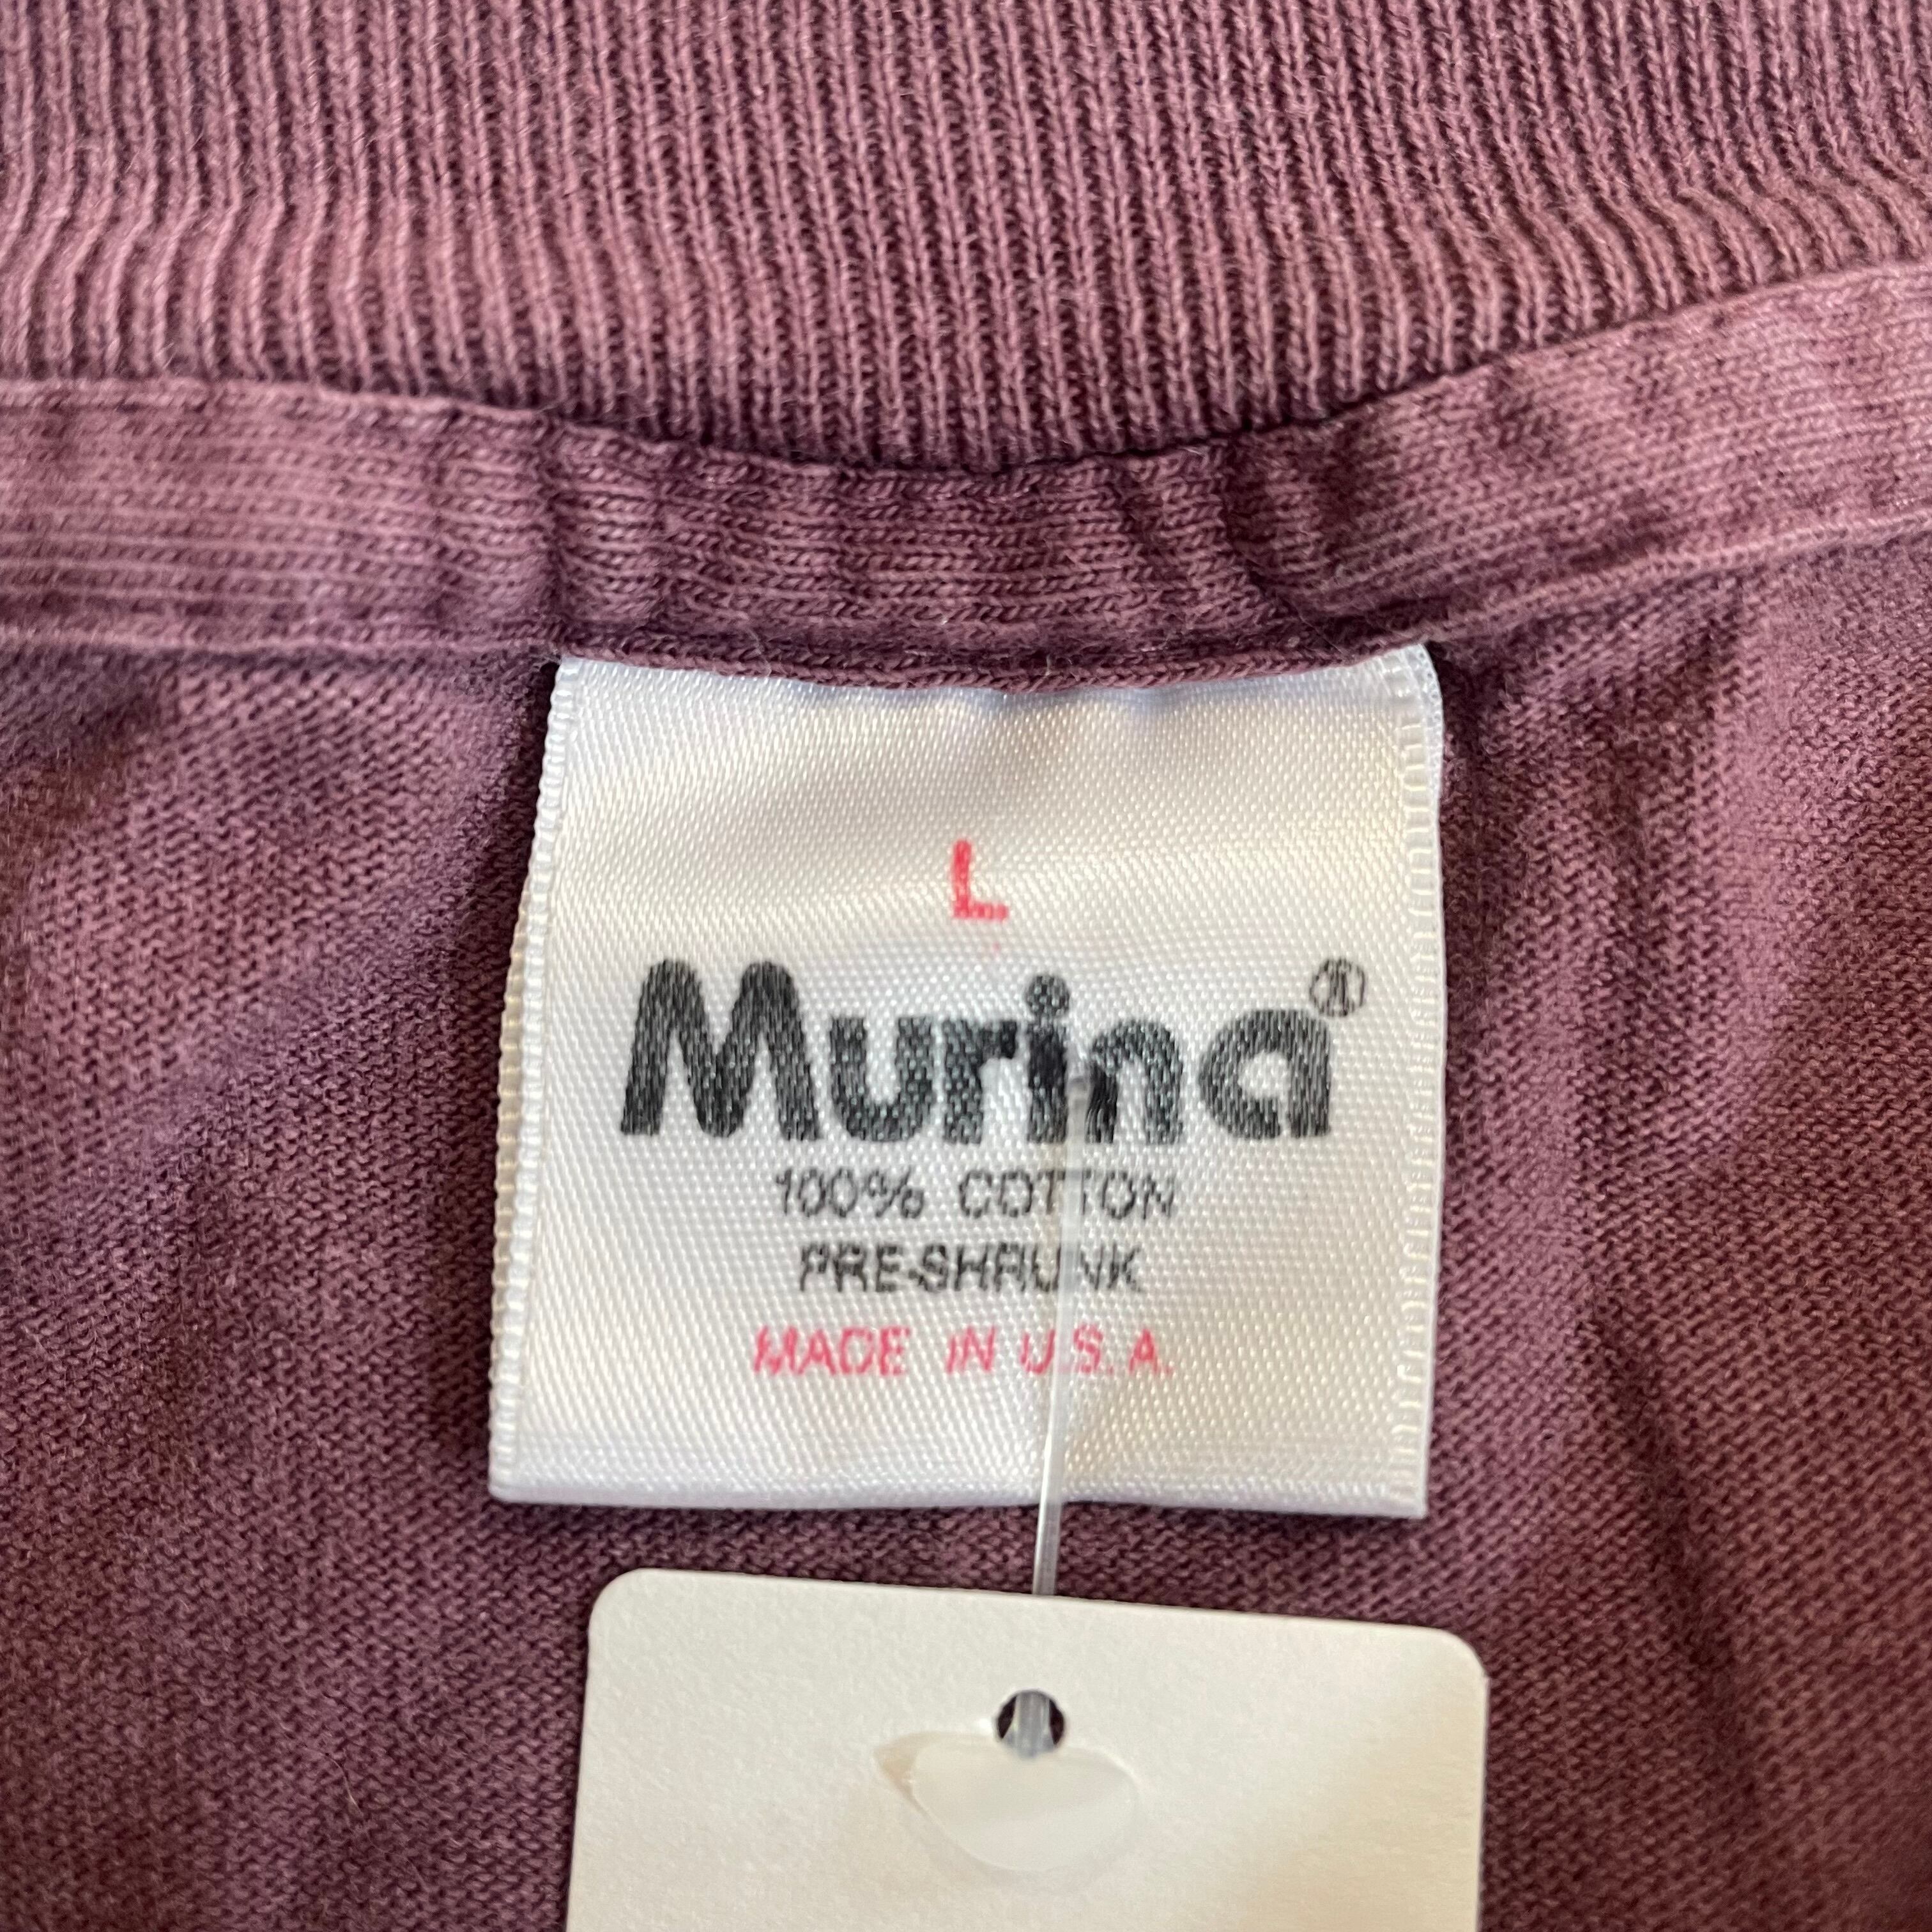 L
Murina®
100% COTTON
PRE-SHRUNK
MADE IN U.S.A.